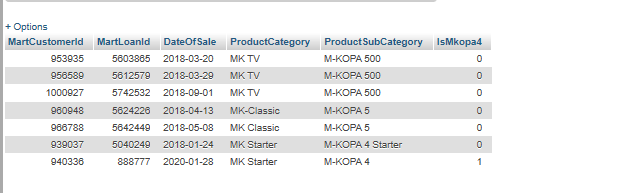 + Options
MartCustomerId MartLoanId DateOfSale ProductCategory ProductSubCategory IsMkopa4
953935 5603865 2018-03-20 MK TV M-KOPA 500 0
956589 5612579 2018-03-29 MK TV M-KOPA 500 0
1000927 5742532 2018-09-01 MK TV M-KOPA 500 0
960948 5624226 2018-04-13 MK-Classic M-KOPA 5 0
966788 5642449 2018-05-08 MK Classic M-KOPA 5 0
939037 5040249 2018-01-24 MK Starter M-KOPA 4 Starter 0
940336 888777 2020-01-28 MK Starter M-KOPA 4 1